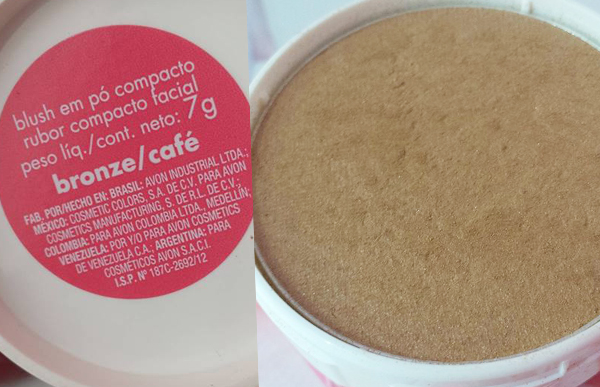 blush em pó compacto
rubor compacto facial
peso líq./cont. neto: 7g
bronze/café
FAB. POR/HECHO EN: BRASIL: AVON INDUSTRIAL LTDA.;
MEXICO: COSMETIC COLORS, S.A. DE C.V. PARA AVON
COSMETICS MANUFACTURING, S. DE R.L. DE C.V.;
COLOMBIA: PARA AVON COLOMBIA LTDA., MEDELLÍN;
VENEZUELA: POR Y/O PARA AVON COSMETICS
DE VENEZUELA C.A.; ARGENTINA: PARA
COSMÉTICOS AVON S.A.C.I.
I.S.P. Nº 187C-2692/12